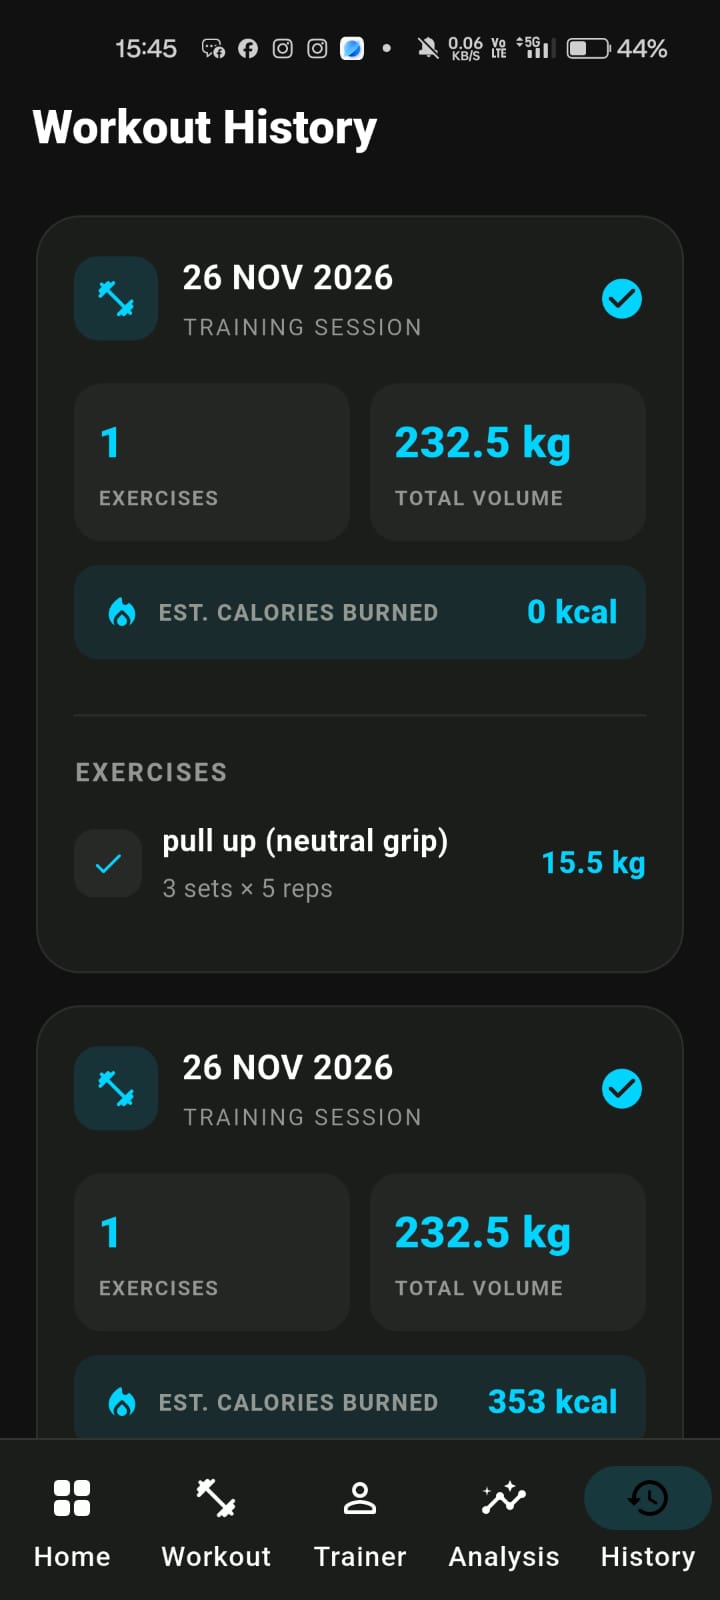 15:45 0.06 KB/S Vo LTE 5G 44%
Workout History
26 NOV 2026
TRAINING SESSION
1 232.5 kg
EXERCISES TOTAL VOLUME
EST. CALORIES BURNED 0 kcal
EXERCISES
pull up (neutral grip)
15.5 kg
3 sets × 5 reps
26 NOV 2026
TRAINING SESSION
1 232.5 kg
EXERCISES TOTAL VOLUME
EST. CALORIES BURNED 353 kcal
Home Workout Trainer Analysis History